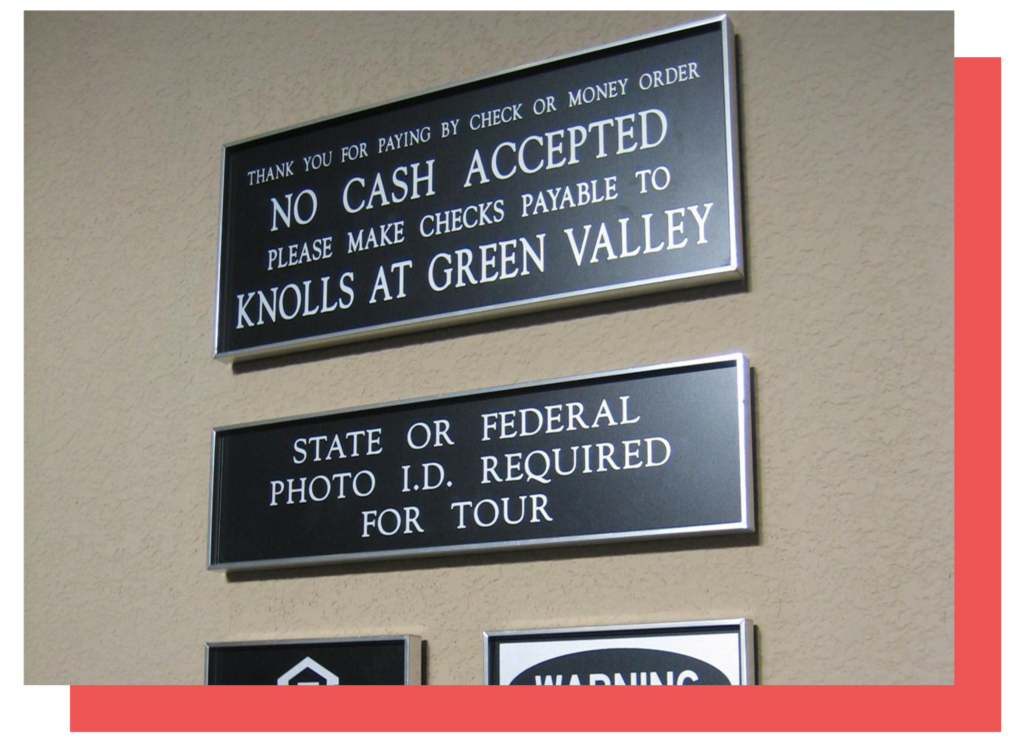 THANK YOU FOR PAYING BY CHECK OR MONEY ORDER
NO CASH ACCEPTED
PLEASE MAKE CHECKS PAYABLE TO
KNOLLS AT GREEN VALLEY
STATE OR FEDERAL
PHOTO I.D. REQUIRED
FOR TOUR
WARNING